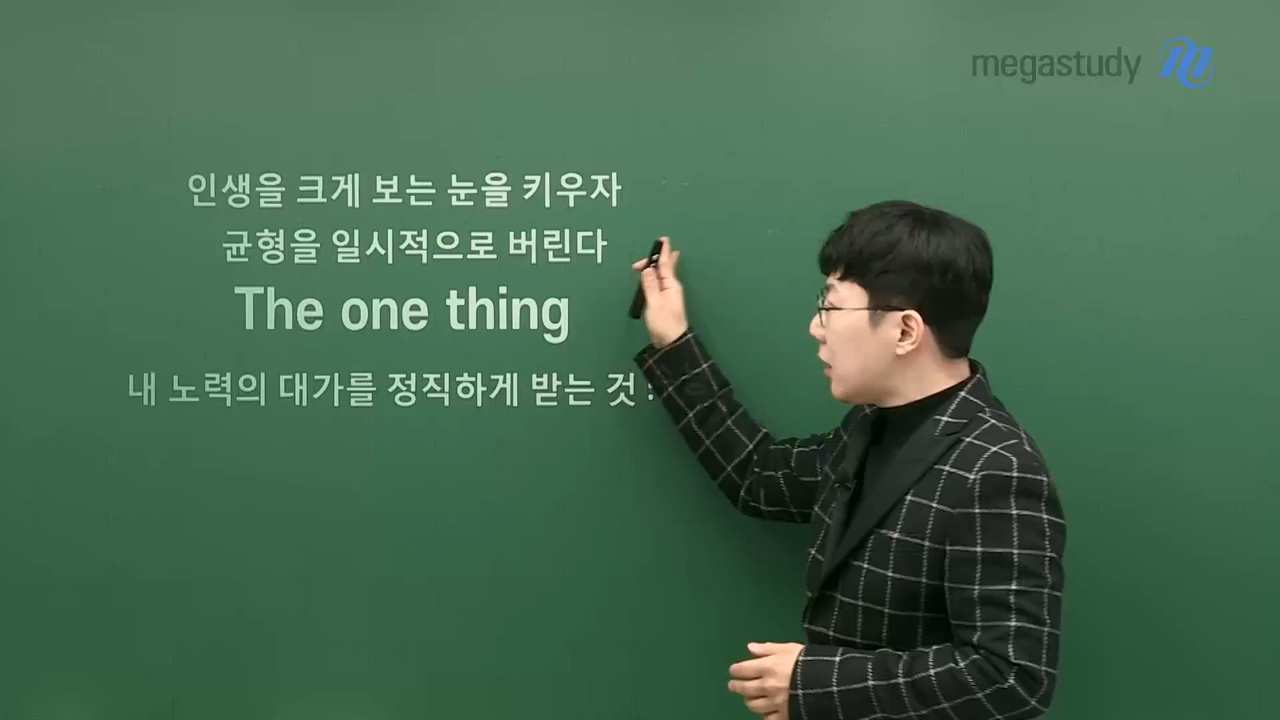 megastudy
인생을 크게 보는 눈을 키우자
균형을 일시적으로 버린다
The one thing
내 노력의 대가를 정직하게 받는 것